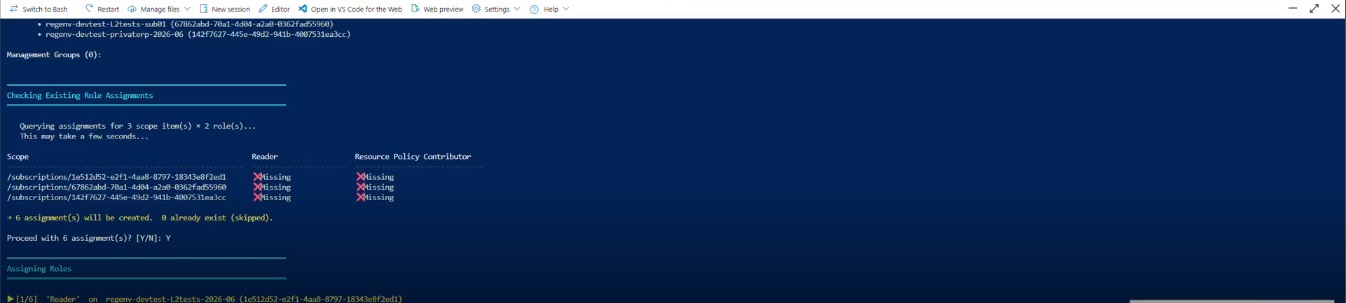 Switch to Bash Restart Manage files New session Editor Open in VS Code for the Web Web preview Settings Help
• regenv-devtest-L2tests-sub01 (67862abd-70a1-4d04-a2a0-0362fad55960)
• regenv-devtest-privaterp-2026-06 (142f7627-445e-49d2-941b-4007531ea3cc)
Management Groups (0):
Checking Existing Role Assignments
Querying assignments for 3 scope item(s) × 2 role(s)...
This may take a few seconds...
Scope Reader Resource Policy Contributor
/subscriptions/1e512d52-e2f1-4aa8-8797-18343e8f2ed1 ❌Missing ❌Missing
/subscriptions/67862abd-70a1-4d04-a2a0-0362fad55960 ❌Missing ❌Missing
/subscriptions/142f7627-445e-49d2-941b-4007531ea3cc ❌Missing ❌Missing
→ 6 assignment(s) will be created. 0 already exist (skipped).
Proceed with 6 assignment(s)? [Y/N]: Y
Assigning Roles
▶[1/6] 'Reader' on regenv-devtest-L2tests-2026-06 (1e512d52-e2f1-4aa8-8797-18343e8f2ed1)